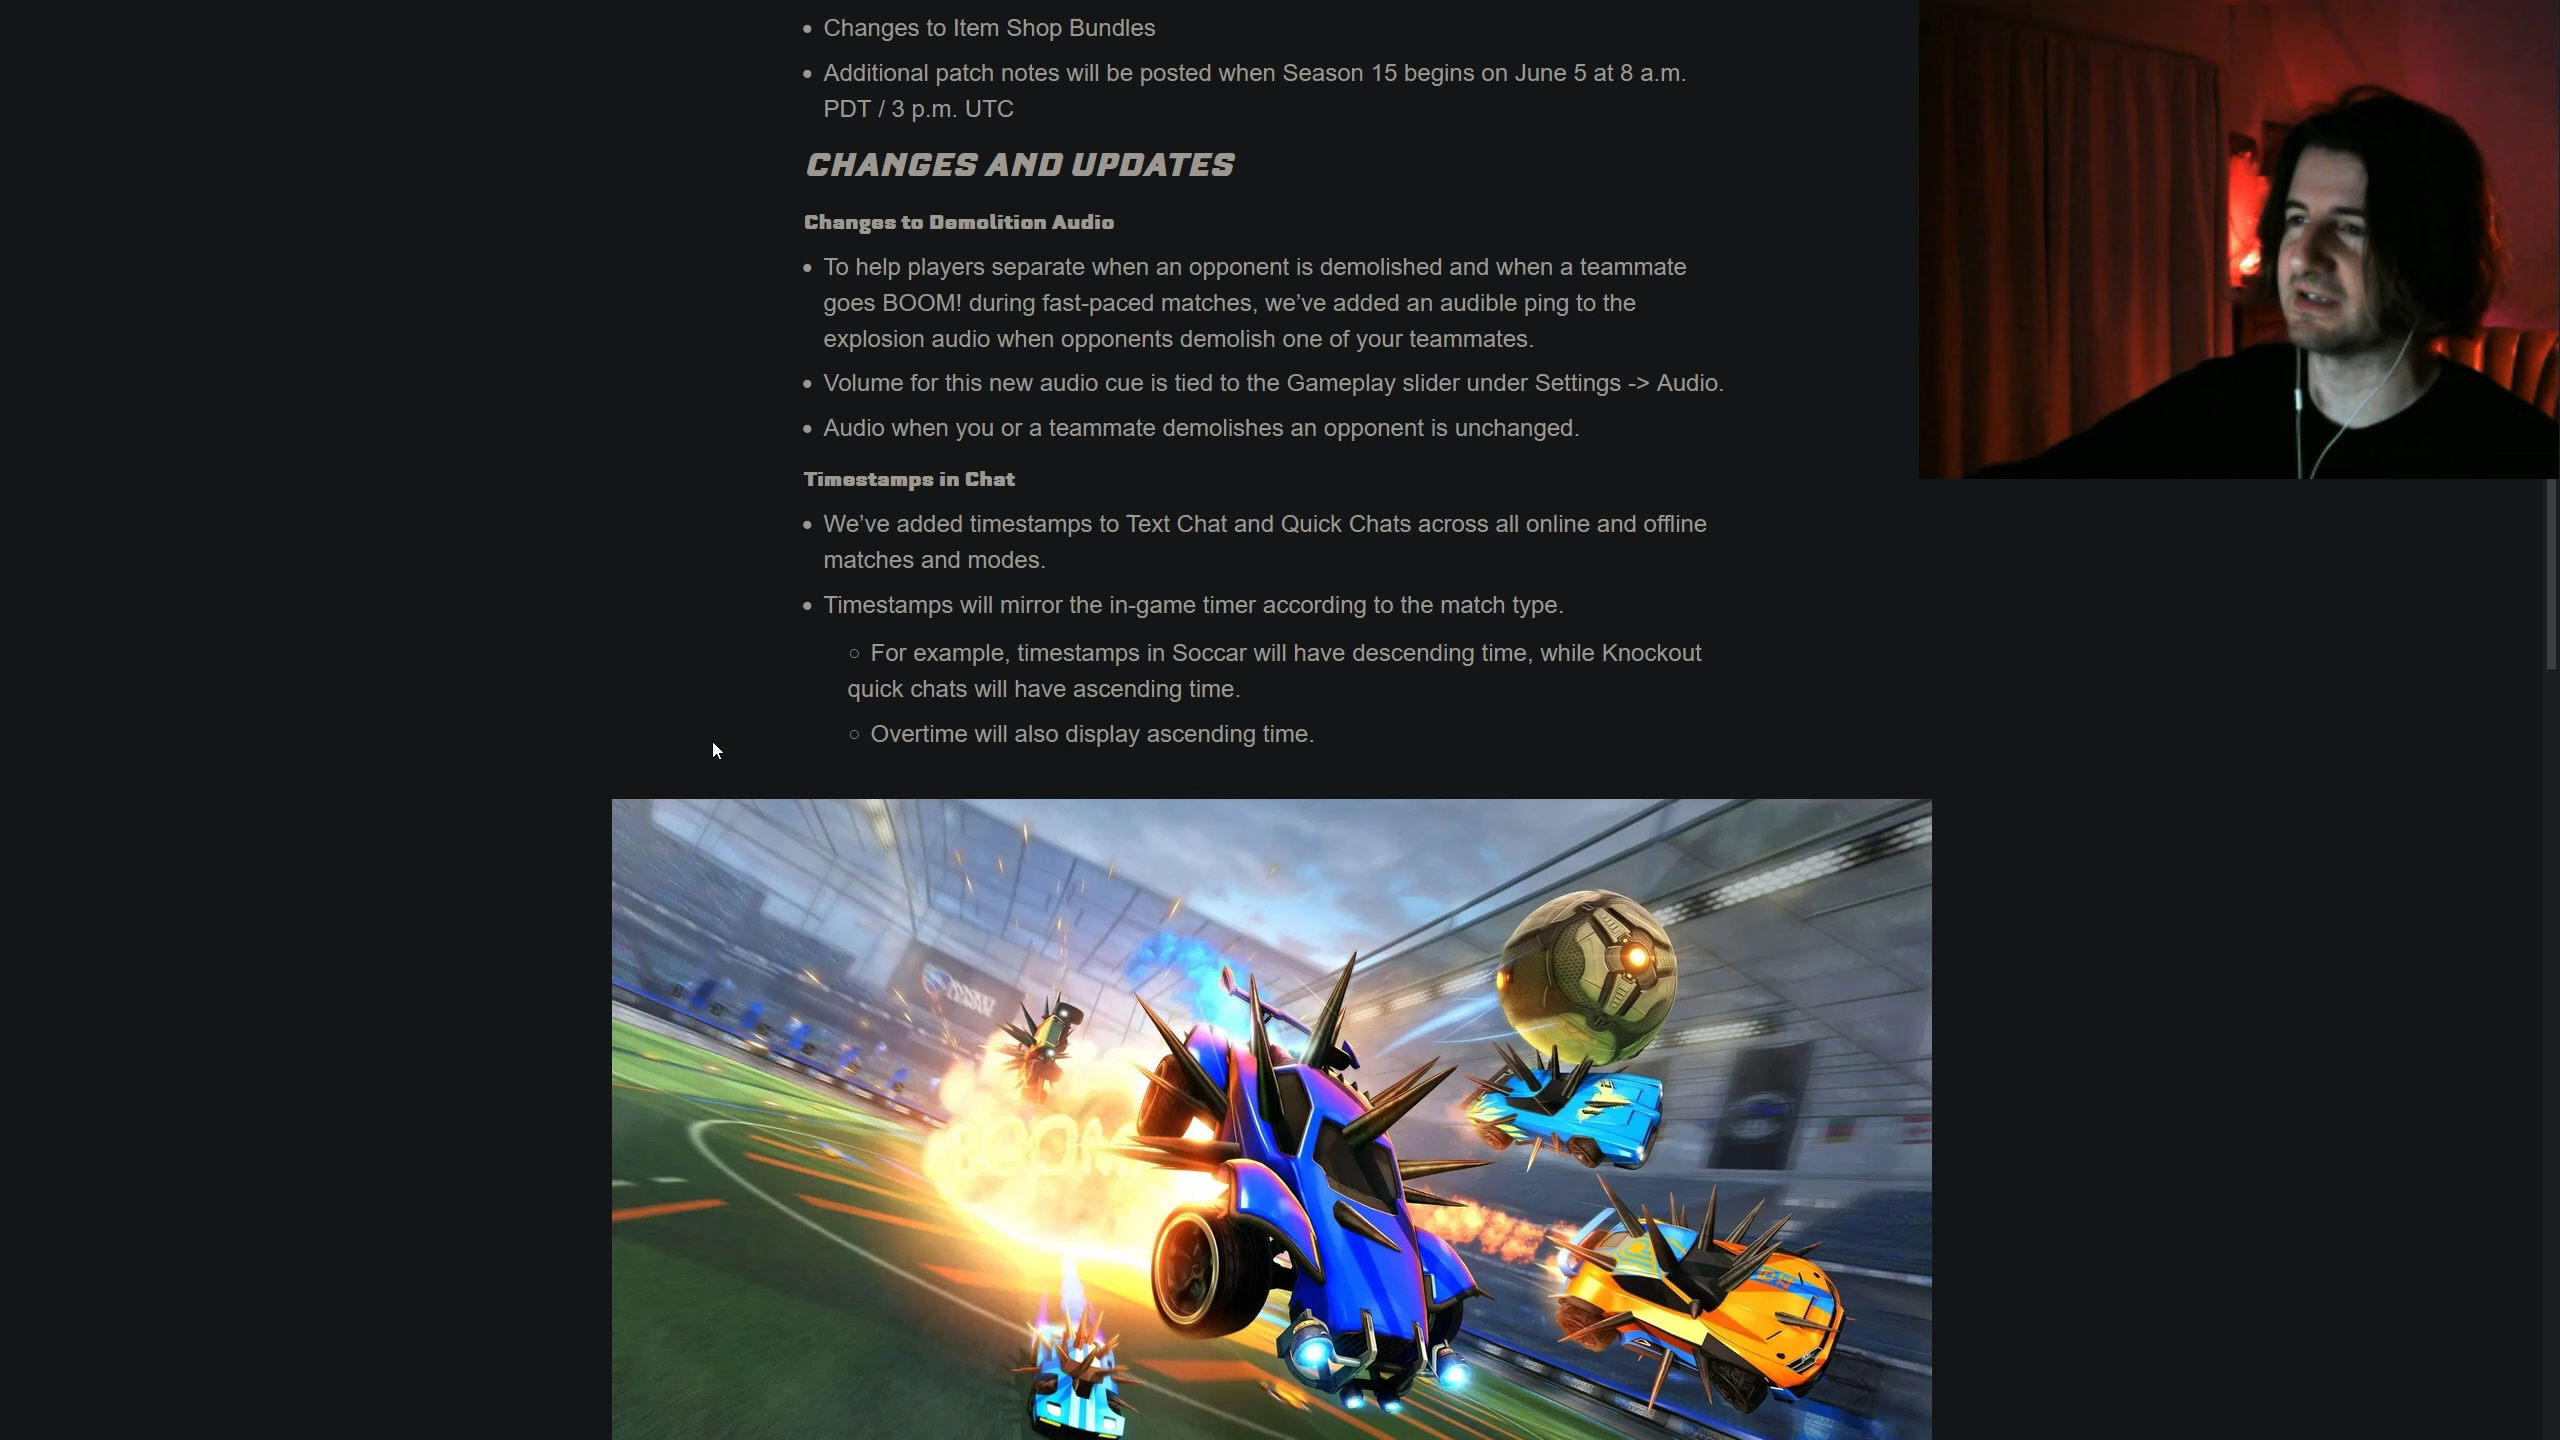 Changes to Item Shop Bundles
Additional patch notes will be posted when Season 15 begins on June 5 at 8 a.m.
PDT / 3 p.m. UTC
CHANGES AND UPDATES
Changes to Demolition Audio
To help players separate when an opponent is demolished and when a teammate
goes BOOM! during fast-paced matches, we’ve added an audible ping to the
explosion audio when opponents demolish one of your teammates.
Volume for this new audio cue is tied to the Gameplay slider under Settings -> Audio.
Audio when you or a teammate demolishes an opponent is unchanged.
Timestamps in Chat
We’ve added timestamps to Text Chat and Quick Chats across all online and offline
matches and modes.
Timestamps will mirror the in-game timer according to the match type.
For example, timestamps in Soccar will have descending time, while Knockout
quick chats will have ascending time.
Overtime will also display ascending time.